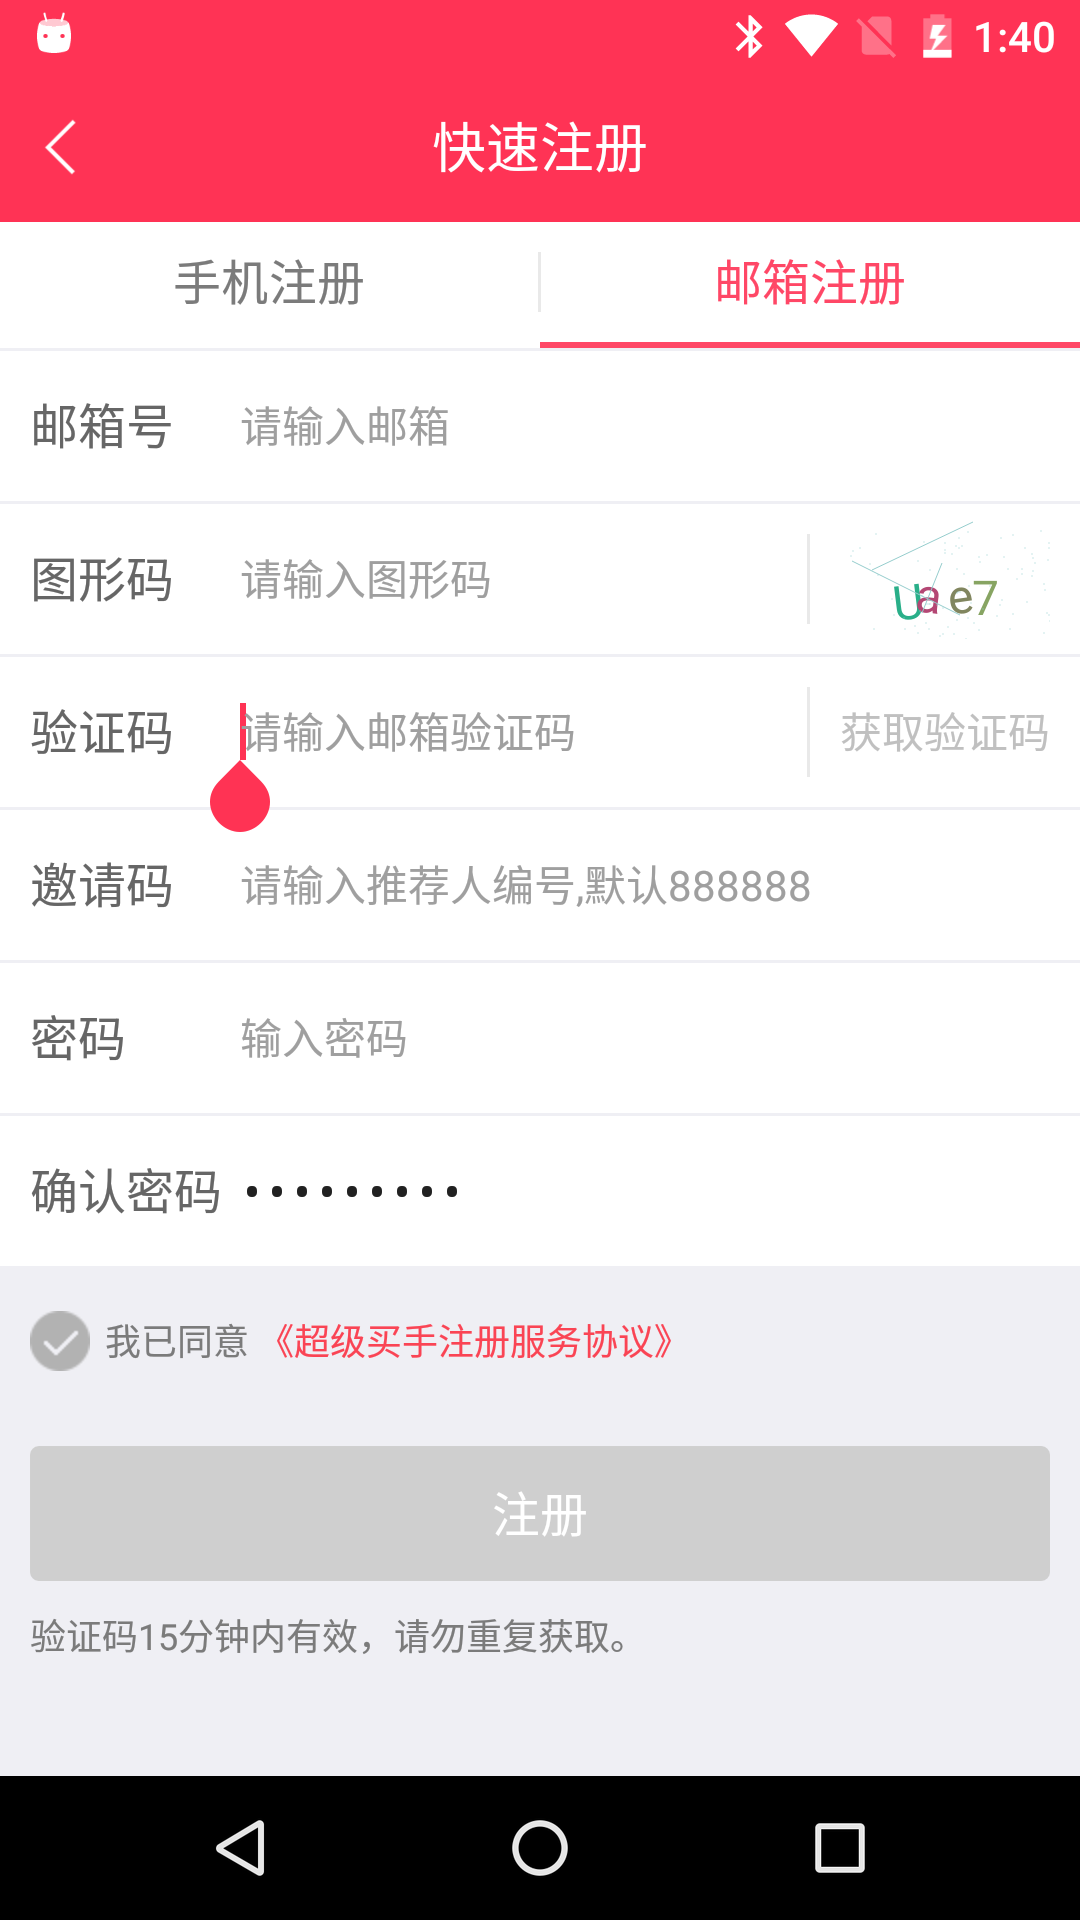 1:40
快速注册
手机注册 邮箱注册
邮箱号 请输入邮箱
图形码 请输入图形码 Uae7
验证码 请输入邮箱验证码 获取验证码
邀请码 请输入推荐人编号,默认888888
密码 输入密码
确认密码 •••••••••
我已同意 《超级买手注册服务协议》
注册
验证码15分钟内有效，请勿重复获取。